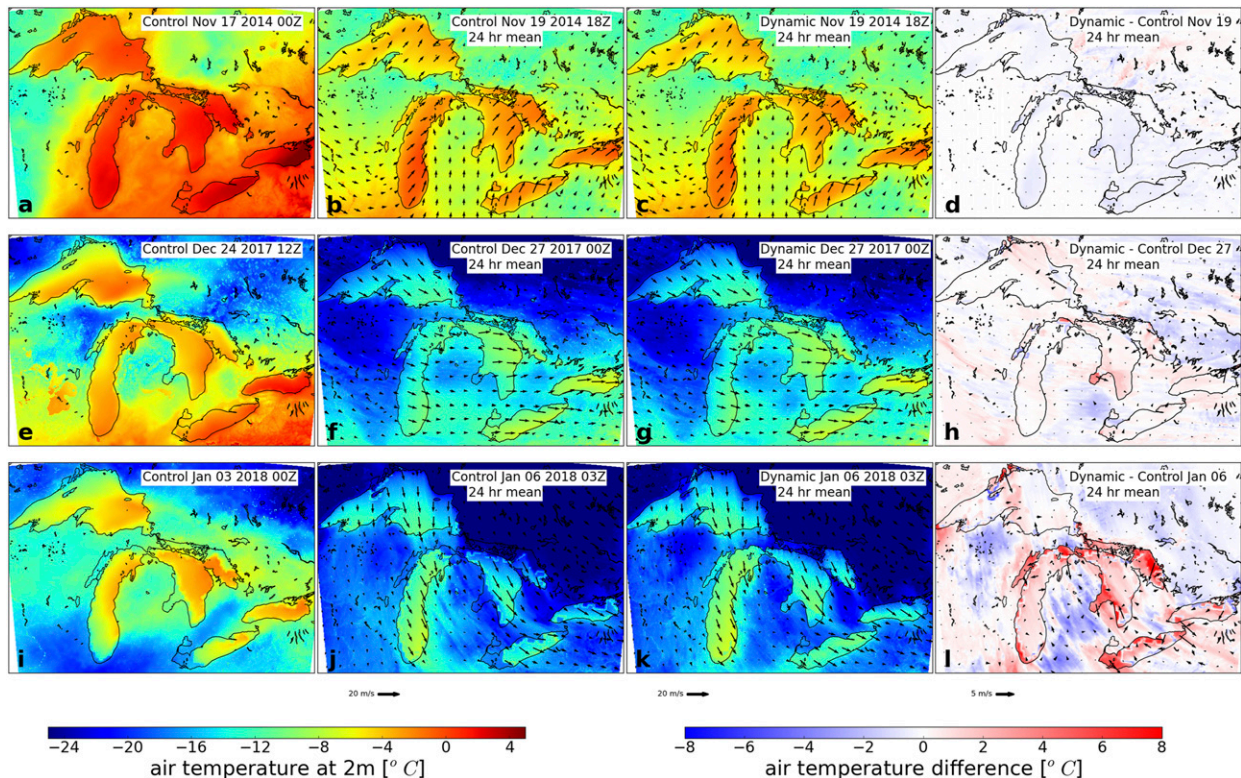 Control Nov 17 2014 00Z
a
Control Nov 19 2014 18Z
24 hr mean
b
Dynamic Nov 19 2014 18Z
24 hr mean
c
Dynamic - Control Nov 19
24 hr mean
d
Control Dec 24 2017 12Z
e
Control Dec 27 2017 00Z
24 hr mean
f
Dynamic Dec 27 2017 00Z
24 hr mean
g
Dynamic - Control Dec 27
24 hr mean
h
Control Jan 03 2018 00Z
i
Control Jan 06 2018 03Z
24 hr mean
j
Dynamic Jan 06 2018 03Z
24 hr mean
k
Dynamic - Control Jan 06
24 hr mean
l
20 m/s
20 m/s
5 m/s
−24 −20 −16 −12 −8 −4 0 4
air temperature at 2m [° C]
−8 −6 −4 −2 0 2 4 6 8
air temperature difference [° C]